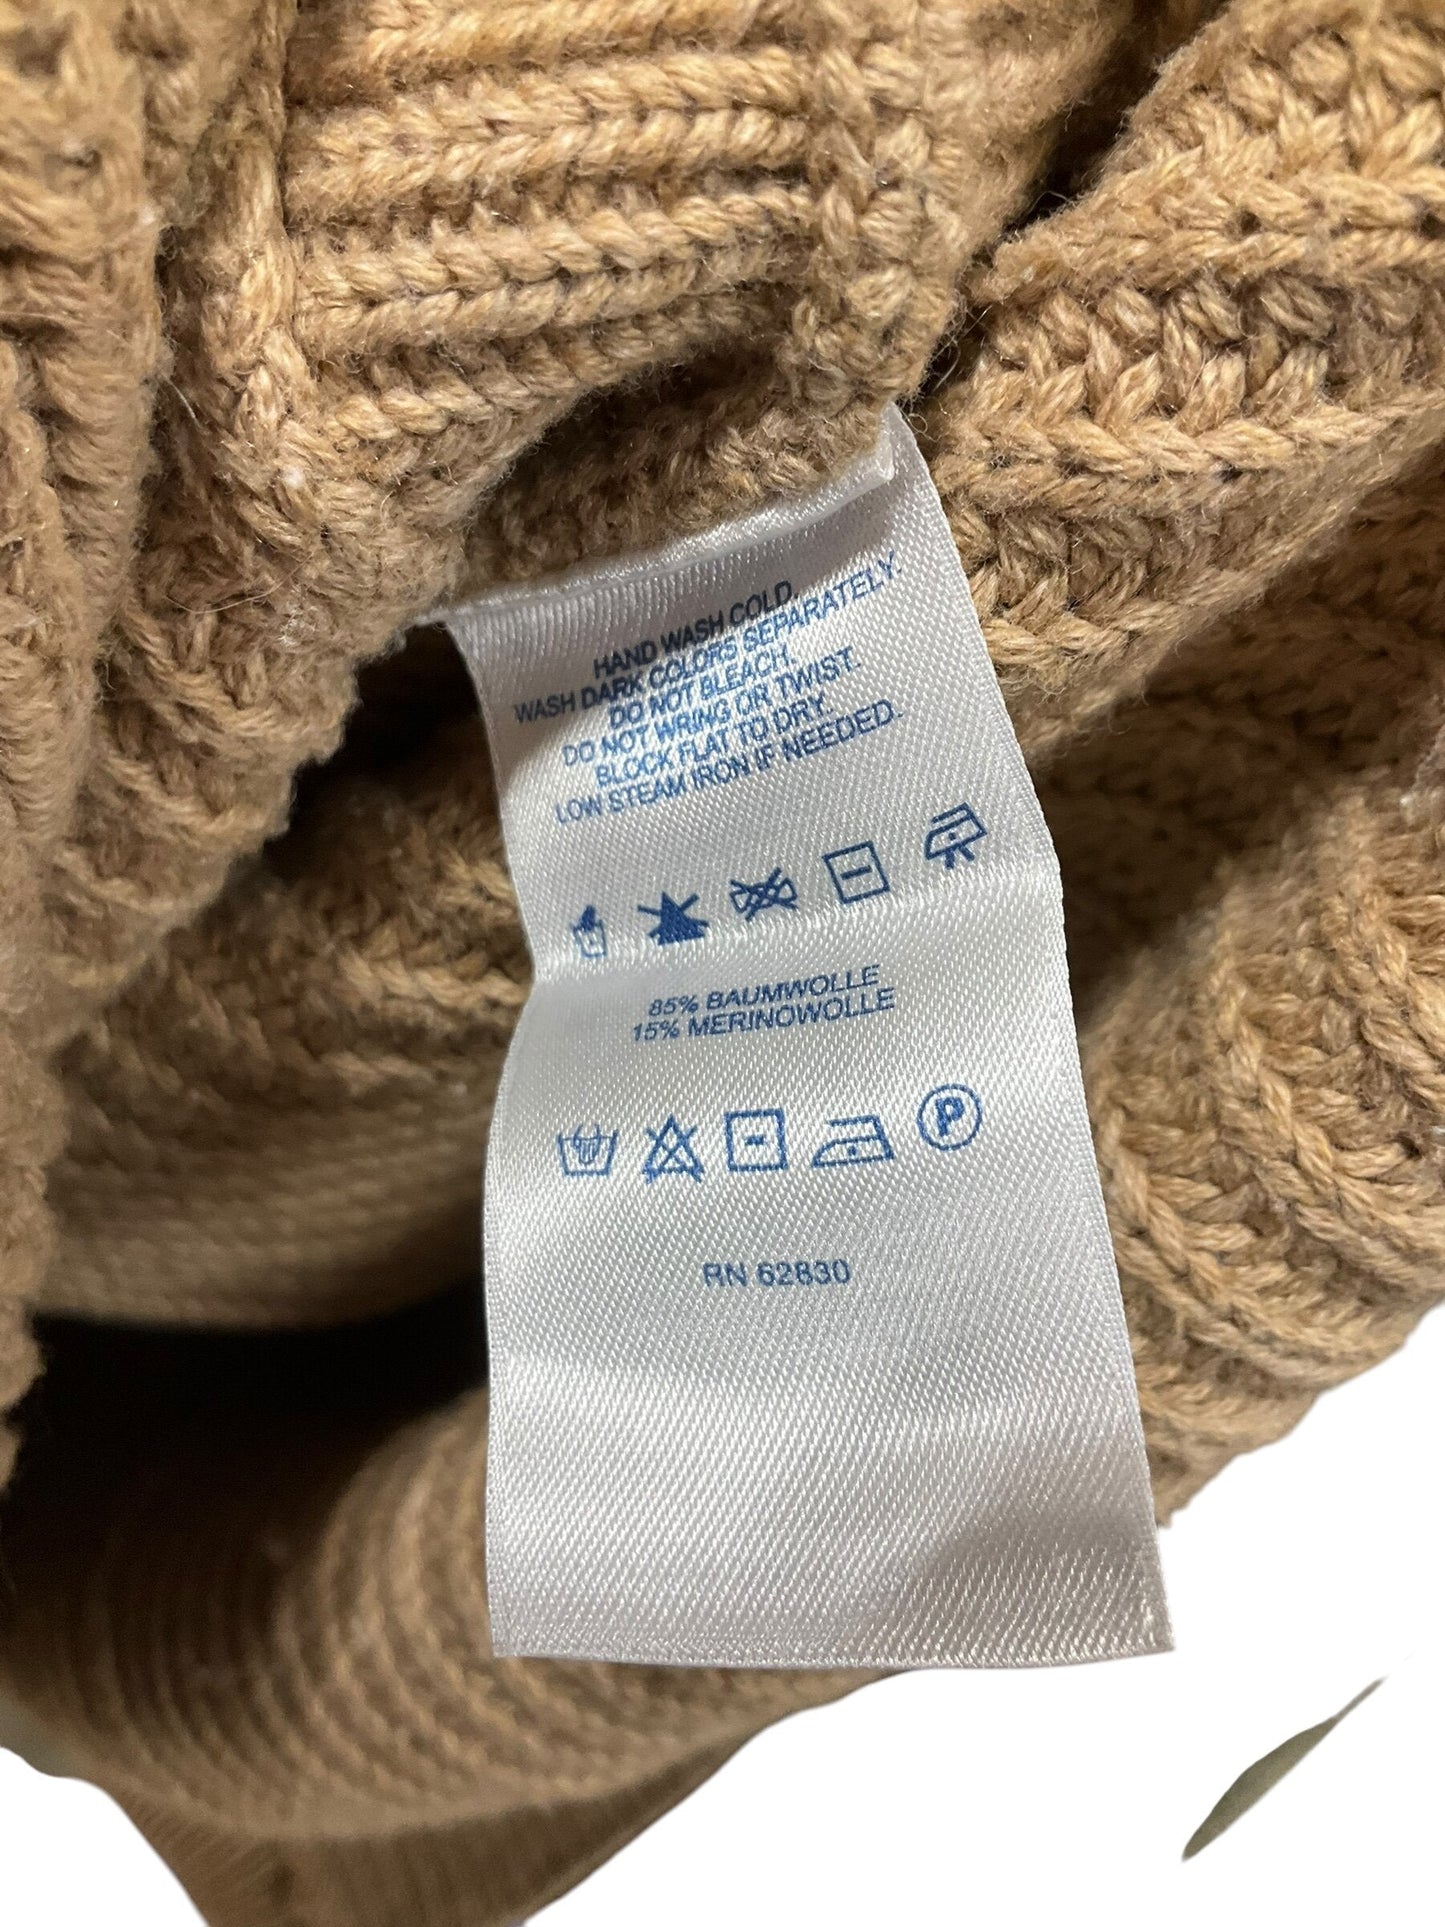 HAND WASH COLD.
WASH DARK COLORS SEPARATELY.
DO NOT BLEACH.
DO NOT WRING OR TWIST.
BLOCK FLAT TO DRY.
LOW STEAM IRON IF NEEDED.
85% BAUMWOLLE
15% MERINOWOLLE
P
RN 62830